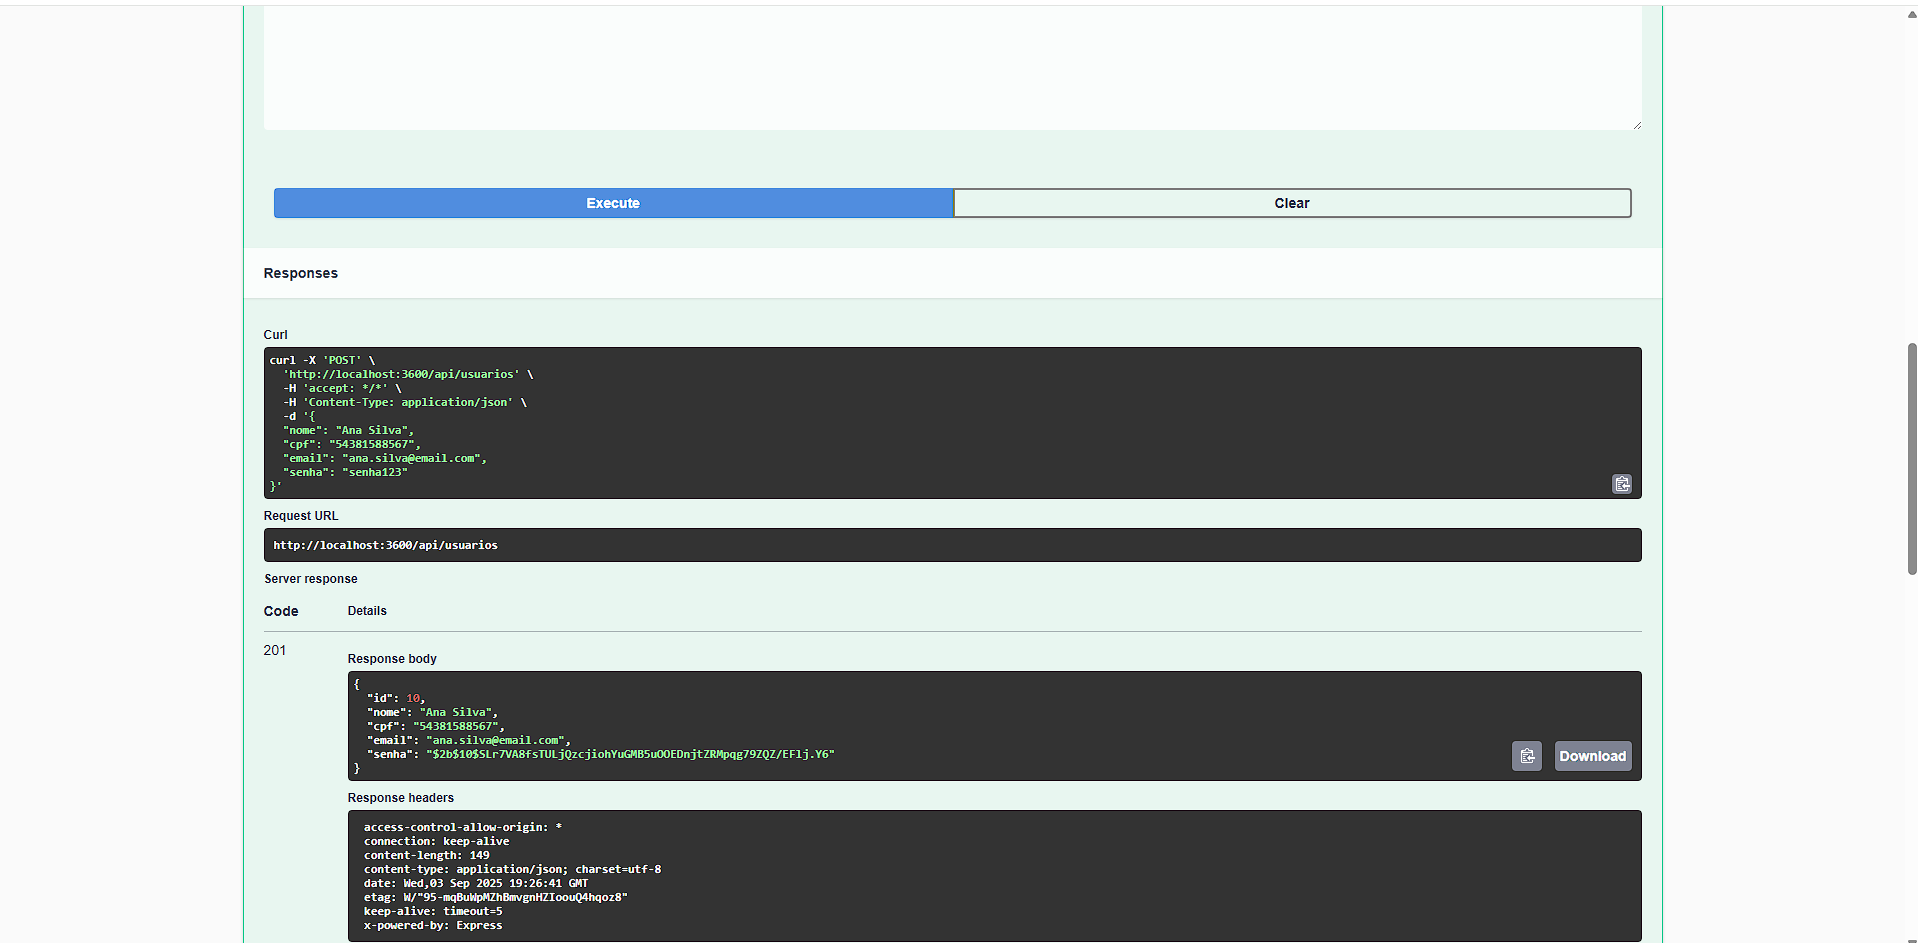 Execute
Clear
Responses
Curl
curl -X 'POST' \
'http://localhost:3600/api/usuarios' \
-H 'accept: */*' \
-H 'Content-Type: application/json' \
-d '{
"nome": "Ana Silva",
"cpf": "54381588567",
"email": "ana.silva@email.com",
"senha": "senha123"
}'
Request URL
http://localhost:3600/api/usuarios
Server response
Code Details
201
Response body
{
"id": 10,
"nome": "Ana Silva",
"cpf": "54381588567",
"email": "ana.silva@email.com",
"senha": "$2b$10$SLr7VA8fsTULjQzcjiohYuGMB5uOOEDnjtZRMpqg79ZQZ/EFlj.Y6"
}
Download
Response headers
access-control-allow-origin: *
connection: keep-alive
content-length: 149
content-type: application/json; charset=utf-8
date: Wed,03 Sep 2025 19:26:41 GMT
etag: W/"95-mqBuWpMZhBmvgnHZIoouQ4hqoz8"
keep-alive: timeout=5
x-powered-by: Express